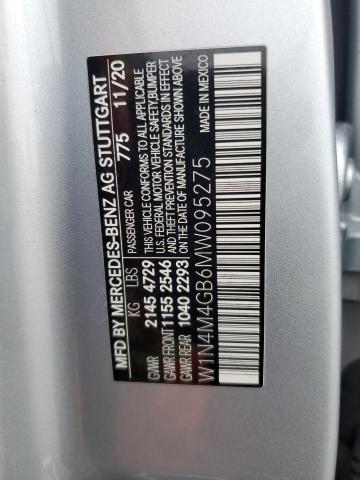 MFD BY MERCEDES-BENZ AG STUTTGART
PASSENGER CAR 775 11/20
KG LBS
GVWR 2145 4729
GAWR FRONT 1155 2546
GAWR REAR 1040 2293
THIS VEHICLE CONFORMS TO ALL APPLICABLE
U.S. FEDERAL MOTOR VEHICLE SAFETY, BUMPER
AND THEFT PREVENTION STANDARDS IN EFFECT
ON THE DATE OF MANUFACTURE SHOWN ABOVE
W1N4M4GB6MW095275 MADE IN MEXICO